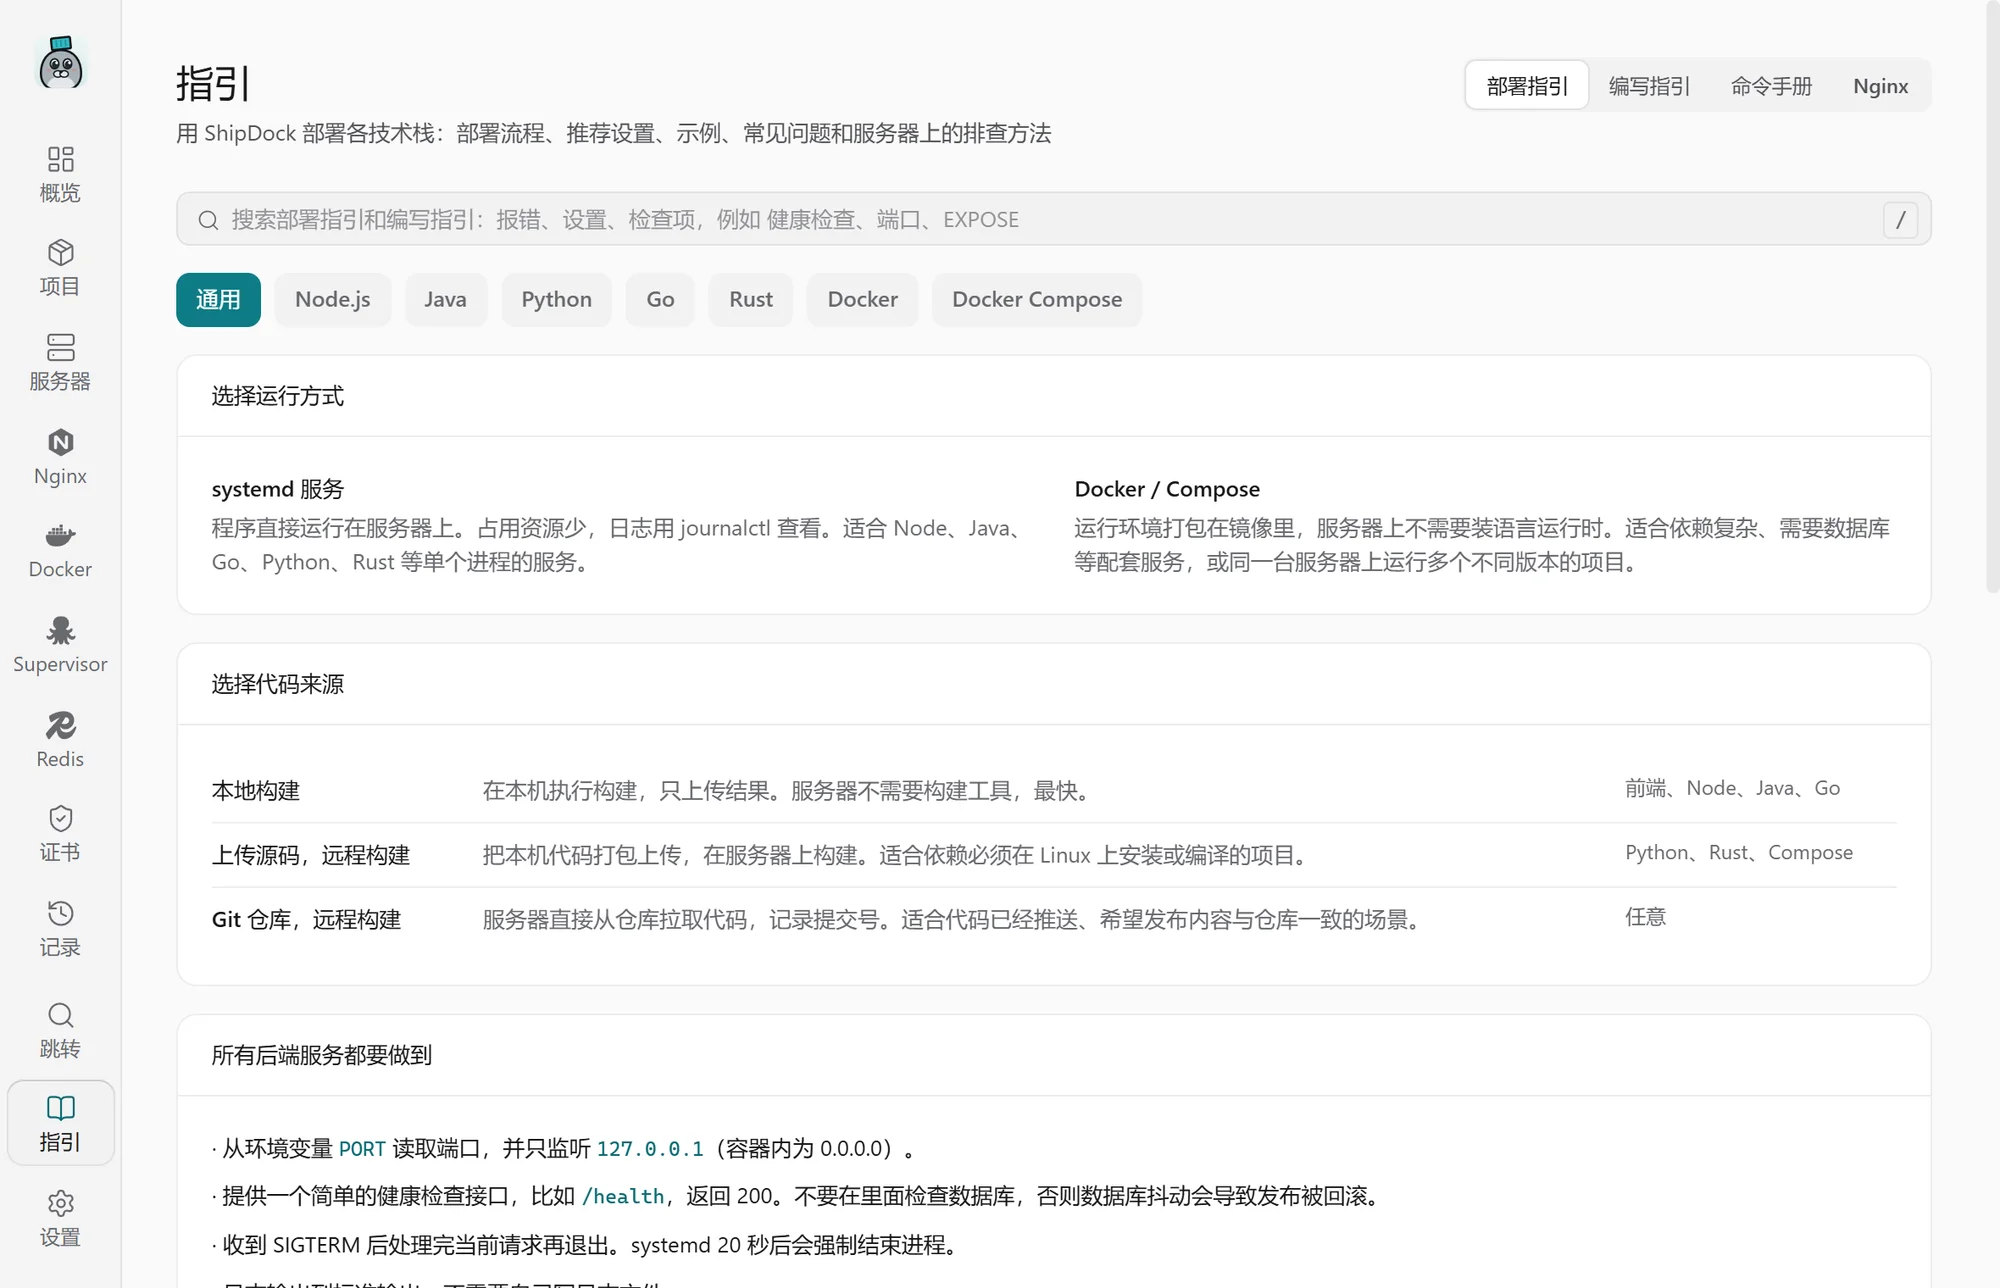 指引
部署指引
编写指引
命令手册
Nginx
用 ShipDock 部署各技术栈：部署流程、推荐设置、示例、常见问题和服务器上的排查方法
搜索部署指引和编写指引：报错、设置、检查项，例如 健康检查、端口、EXPOSE
/
通用
Node.js
Java
Python
Go
Rust
Docker
Docker Compose
概览
项目
服务器
Nginx
Docker
Supervisor
Redis
证书
记录
跳转
指引
设置
选择运行方式
systemd 服务
程序直接运行在服务器上。占用资源少，日志用 journalctl 查看。适合 Node、Java、
Go、Python、Rust 等单个进程的服务。
Docker / Compose
运行环境打包在镜像里，服务器上不需要装语言运行时。适合依赖复杂、需要数据库
等配套服务，或同一台服务器上运行多个不同版本的项目。
选择代码来源
本地构建
在本机执行构建，只上传结果。服务器不需要构建工具，最快。
前端、Node、Java、Go
上传源码，远程构建
把本机代码打包上传，在服务器上构建。适合依赖必须在 Linux 上安装或编译的项目。
Python、Rust、Compose
Git 仓库，远程构建
服务器直接从仓库拉取代码，记录提交号。适合代码已经推送、希望发布内容与仓库一致的场景。
任意
所有后端服务都要做到
· 从环境变量 PORT 读取端口，并只监听 127.0.0.1（容器内为 0.0.0.0）。
· 提供一个简单的健康检查接口，比如 /health，返回 200。不要在里面检查数据库，否则数据库抖动会导致发布被回滚。
· 收到 SIGTERM 后处理完当前请求再退出。systemd 20 秒后会强制结束进程。